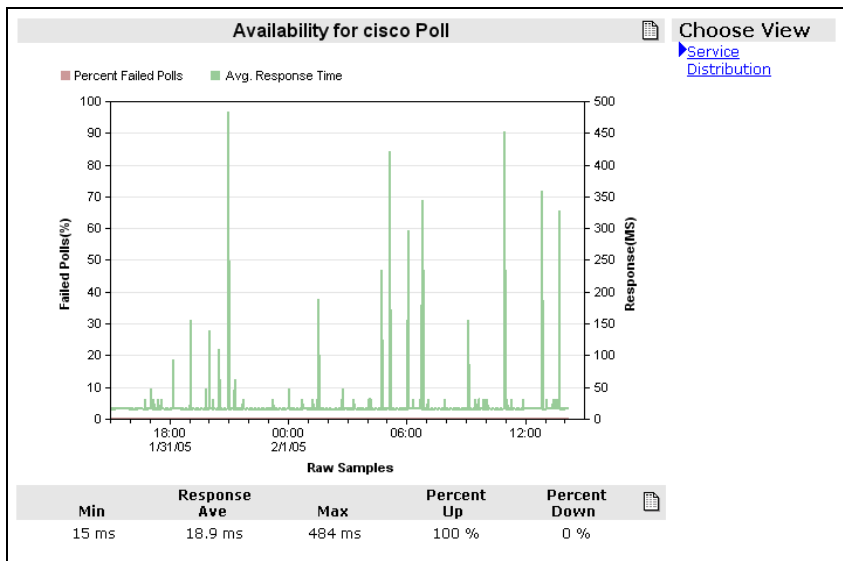 Availability for cisco Poll
Choose View
Service
Distribution
Percent Failed Polls Avg. Response Time
100 500
90 450
80 400
70 350
60 300
50 250
40 200
30 150
20 100
10 50
0 0
Failed Polls(%)
Response(MS)
18:00 00:00 06:00 12:00
1/31/05 2/1/05
Raw Samples
Min Response Ave Max Percent Up Percent Down
15 ms 18.9 ms 484 ms 100 % 0 %